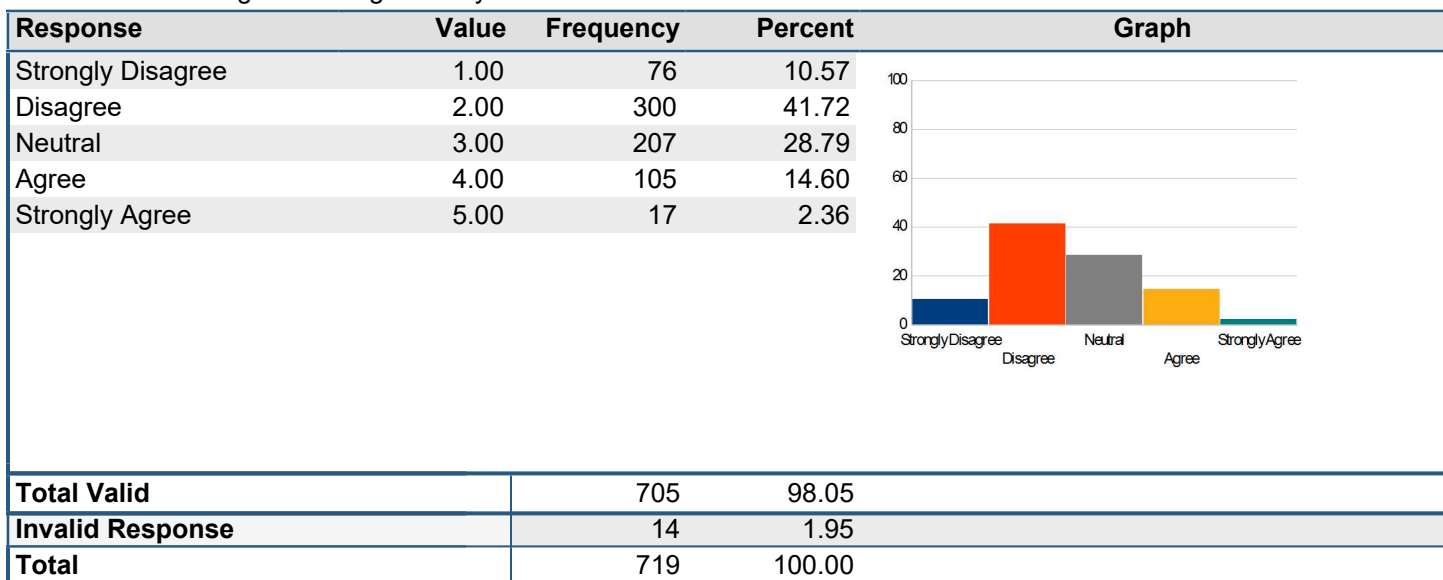 Response Value Frequency Percent Graph
Strongly Disagree 1.00 76 10.57
Disagree 2.00 300 41.72
Neutral 3.00 207 28.79
Agree 4.00 105 14.60
Strongly Agree 5.00 17 2.36
100
80
60
40
20
0
Strongly Disagree Neutral Strongly Agree
Disagree Agree
Total Valid 705 98.05
Invalid Response 14 1.95
Total 719 100.00